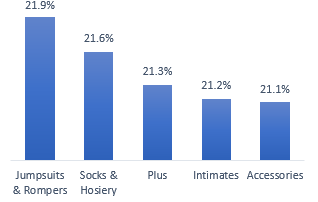 21.9%
21.6%
21.3%
21.2%
21.1%
Jumpsuits
& Rompers
Socks &
Hosiery
Plus
Intimates
Accessories